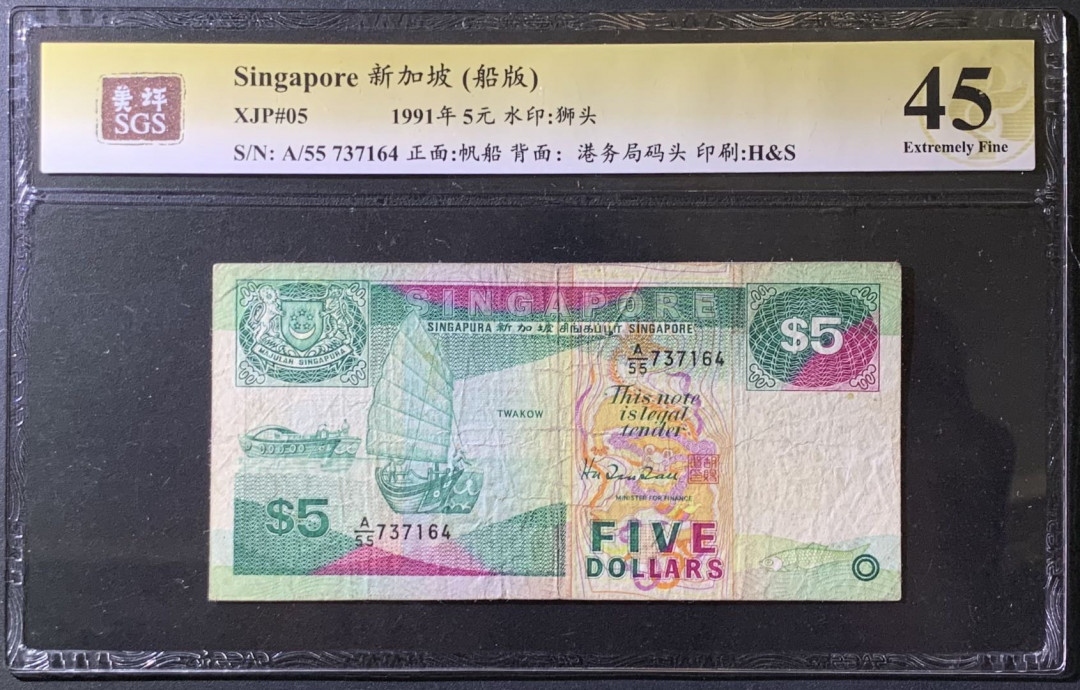 美坪
SGS
Singapore 新加坡 (船版)
XJP#05 1991年 5元 水印:狮头
S/N: A/55 737164 正面:帆船 背面: 港务局码头 印刷:H&S
45
Extremely Fine
SINGAPORE
SINGAPURA 新加坡 சிங்கப்பூர் SINGAPORE
MAJULAH SINGAPURA
$5
A/55 737164
This note
is legal
tender
TWAKOW
MINISTER FOR FINANCE
$5
A/55 737164
FIVE
DOLLARS